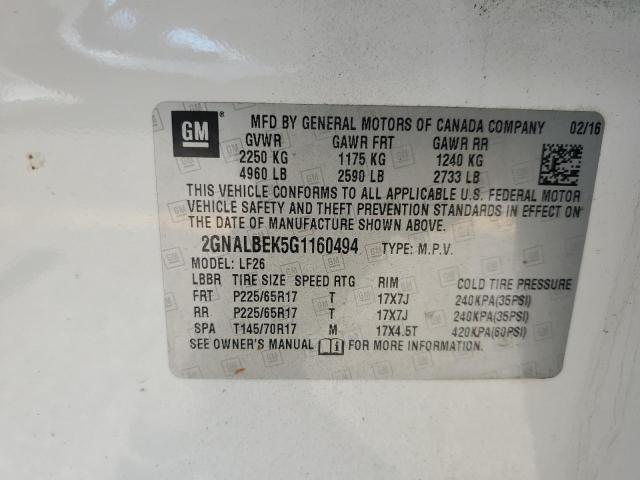 GM
MFD BY GENERAL MOTORS OF CANADA COMPANY 02/16
GVWR GAWR FRT GAWR RR
2250 KG 1175 KG 1240 KG
4960 LB 2590 LB 2733 LB
THIS VEHICLE CONFORMS TO ALL APPLICABLE U.S. FEDERAL MOTOR
VEHICLE SAFETY AND THEFT PREVENTION STANDARDS IN EFFECT ON
THE DATE OF MANUFACTURE SHOWN ABOVE.
2GNALBEK5G1160494 TYPE: M.P.V.
MODEL: LF26
LBBR TIRE SIZE SPEED RTG RIM COLD TIRE PRESSURE
FRT P225/65R17 T 17X7J 240KPA(35PSI)
RR P225/65R17 T 17X7J 240KPA(35PSI)
SPA T145/70R17 M 17X4.5T 420KPA(60PSI)
SEE OWNER'S MANUAL i FOR MORE INFORMATION.